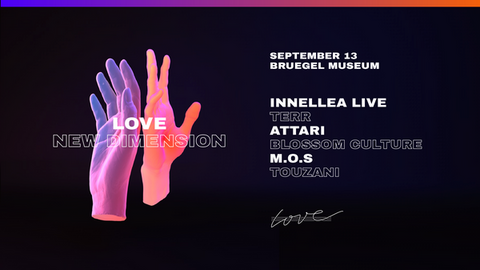 LOVE
NEW DIMENSION
SEPTEMBER 13
BRUEGEL MUSEUM
INNELLEA LIVE
TERR
ATTARI
BLOSSOM CULTURE
M.O.S
TOUZANI
Love